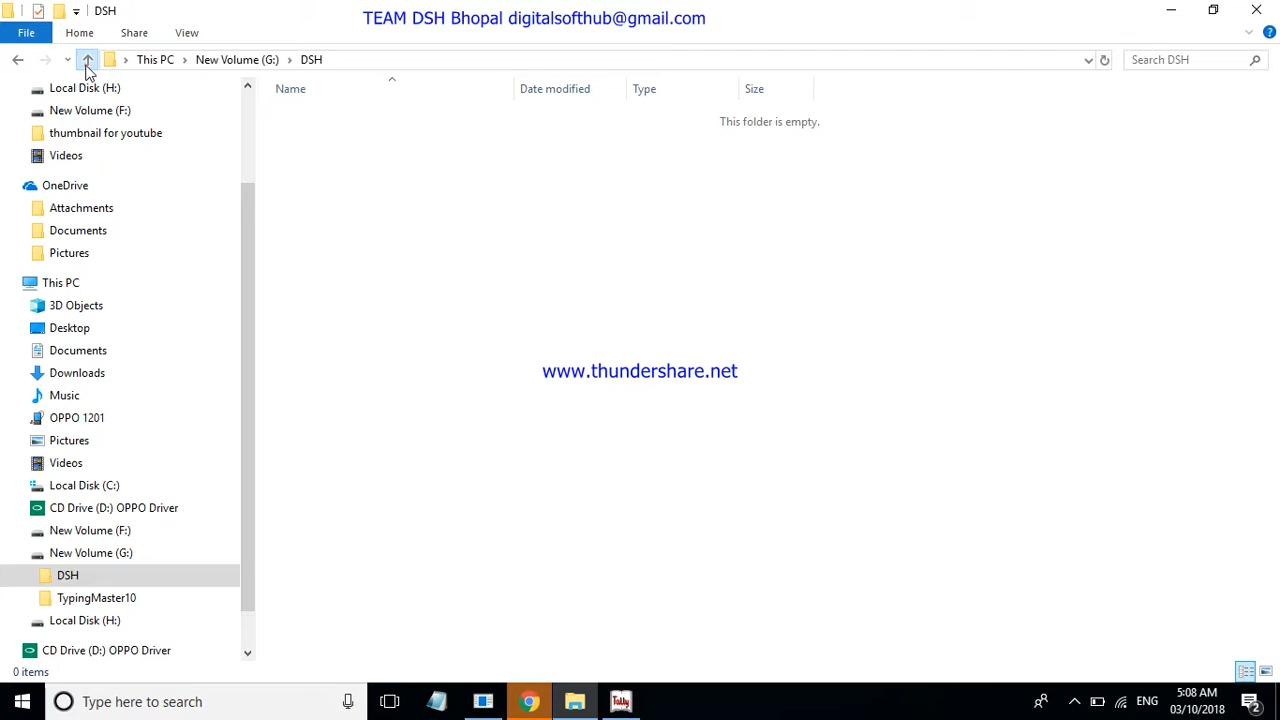 DSH
TEAM DSH Bhopal digitalsofthub@gmail.com
File Home Share View
This PC New Volume (G:) DSH
Search DSH
Local Disk (H:)
New Volume (F:)
thumbnail for youtube
Videos
OneDrive
Attachments
Documents
Pictures
This PC
3D Objects
Desktop
Documents
Downloads
Music
OPPO 1201
Pictures
Videos
Local Disk (C:)
CD Drive (D:) OPPO Driver
New Volume (F:)
New Volume (G:)
DSH
TypingMaster10
Local Disk (H:)
CD Drive (D:) OPPO Driver
Name Date modified Type Size
This folder is empty.
www.thundershare.net
0 items
Type here to search
Tally
ENG
5:08 AM
03/10/2018
2